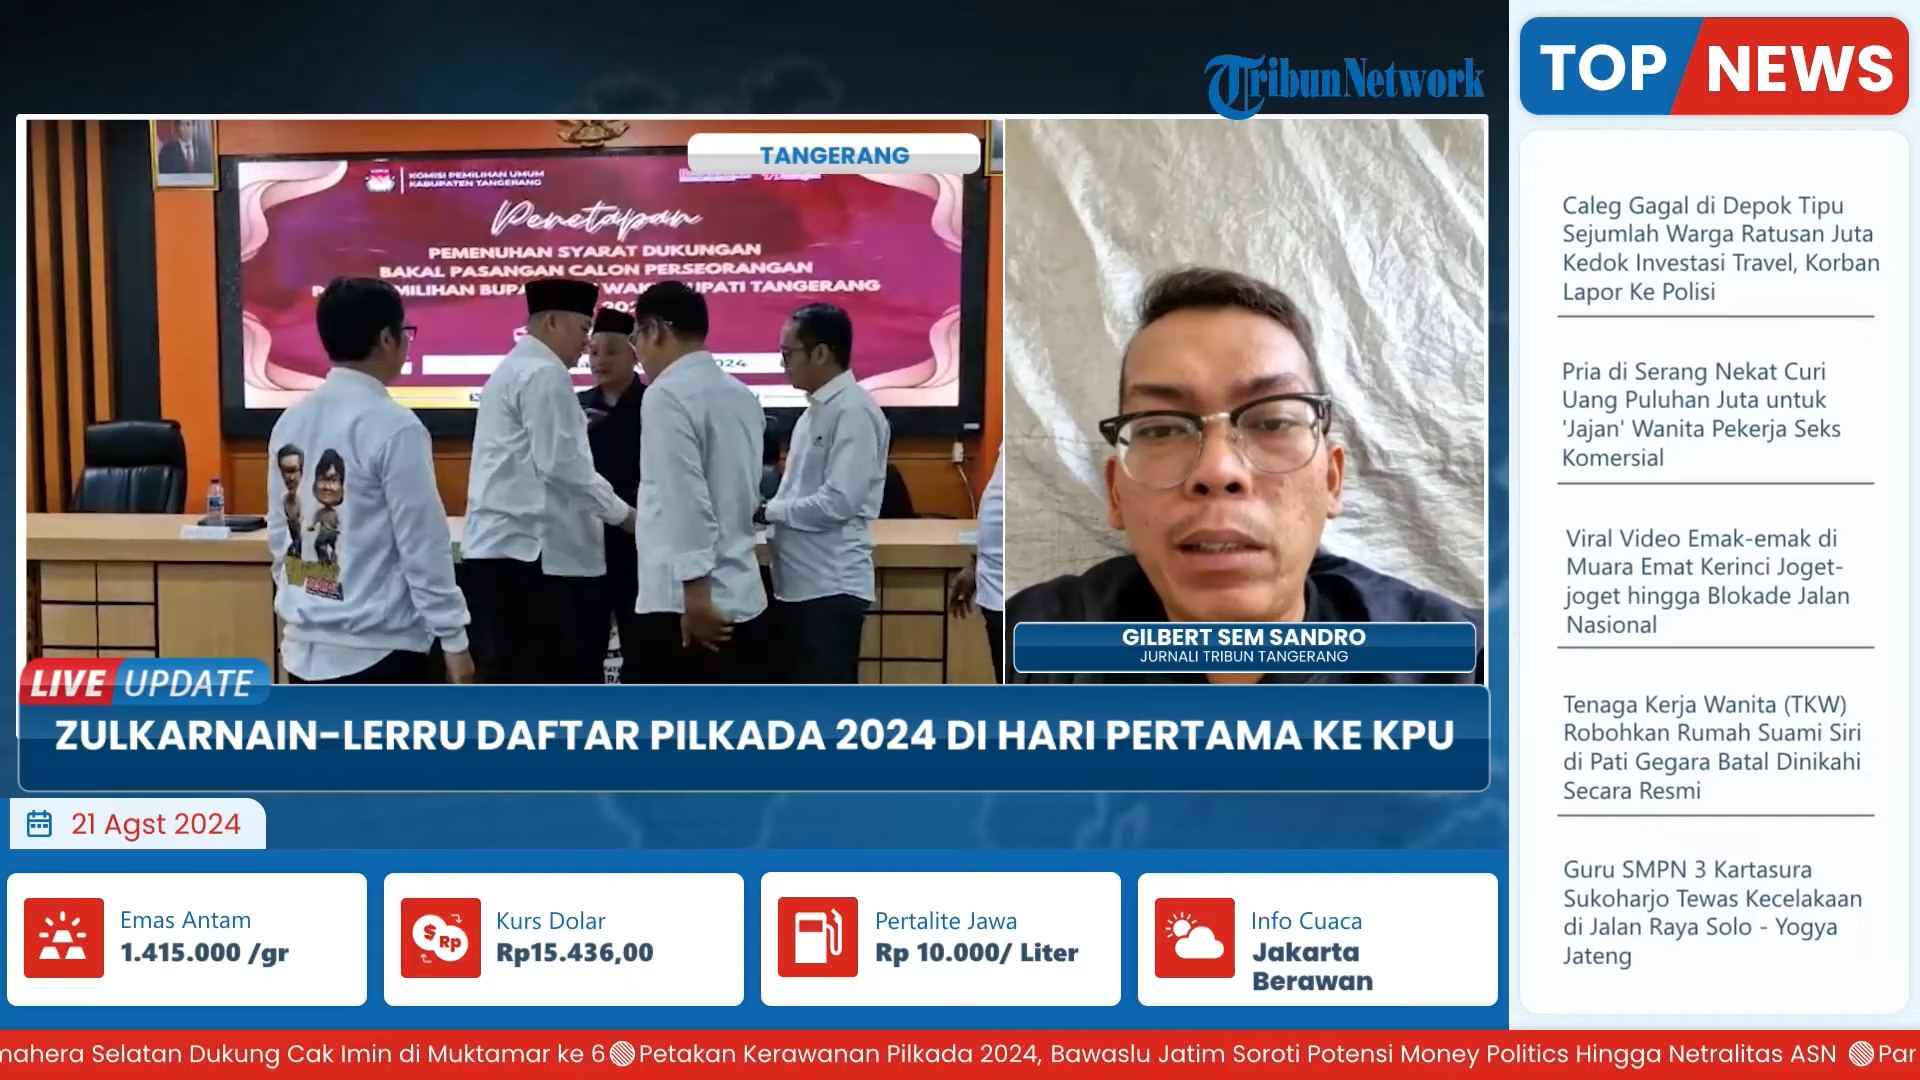 TribunNetwork
TOP NEWS
TANGERANG
KOMISI PEMILIHAN UMUM
KABUPATEN TANGERANG
Penetapan
PEMENUHAN SYARAT DUKUNGAN
BAKAL PASANGAN CALON PERSEORANGAN
MILIHAN BUPA WAK UPATI TANGERANG
GILBERT SEM SANDRO
JURNALI TRIBUN TANGERANG
LIVE UPDATE
ZULKARNAIN-LERRU DAFTAR PILKADA 2024 DI HARI PERTAMA KE KPU
21 Agst 2024
Emas Antam
1.415.000 /gr
Kurs Dolar
Rp15.436,00
Pertalite Jawa
Rp 10.000/ Liter
Info Cuaca
Jakarta
Berawan
Caleg Gagal di Depok Tipu
Sejumlah Warga Ratusan Juta
Kedok Investasi Travel, Korban
Lapor Ke Polisi
Pria di Serang Nekat Curi
Uang Puluhan Juta untuk
'Jajan' Wanita Pekerja Seks
Komersial
Viral Video Emak-emak di
Muara Emat Kerinci Joget-
joget hingga Blokade Jalan
Nasional
Tenaga Kerja Wanita (TKW)
Robohkan Rumah Suami Siri
di Pati Gegara Batal Dinikahi
Secara Resmi
Guru SMPN 3 Kartasura
Sukoharjo Tewas Kecelakaan
di Jalan Raya Solo - Yogya
Jateng
mahera Selatan Dukung Cak Imin di Muktamar ke 6 Petakan Kerawanan Pilkada 2024, Bawaslu Jatim Soroti Potensi Money Politics Hingga Netralitas ASN Par